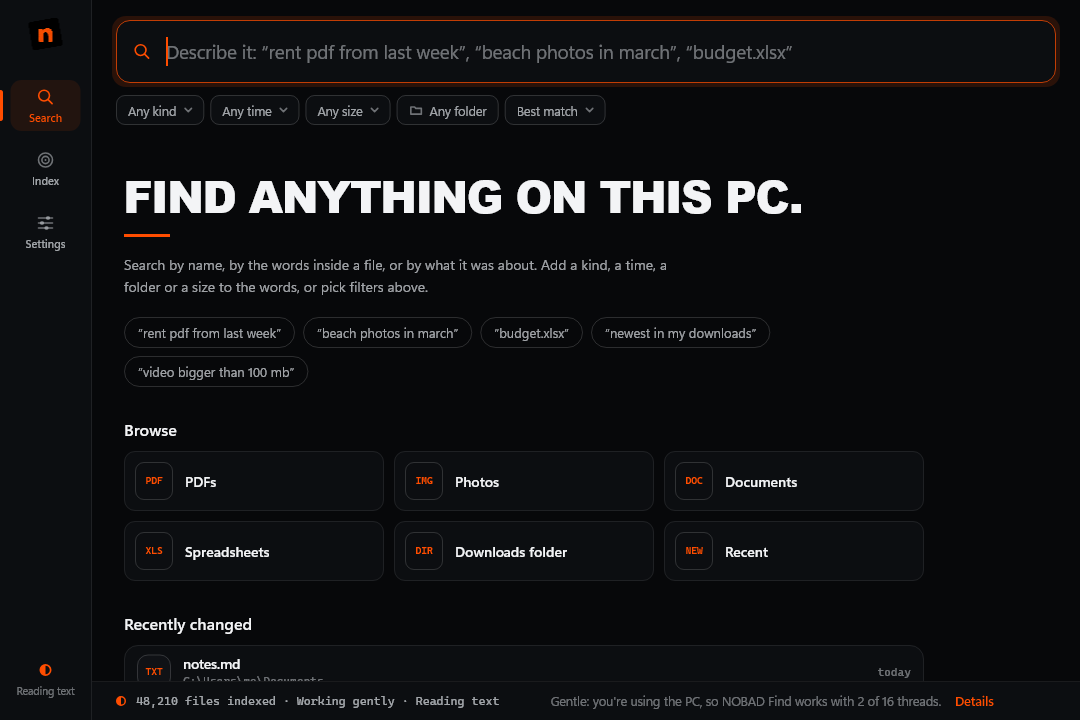 n
Describe it: “rent pdf from last week”, “beach photos in march”, “budget.xlsx”
Search
Index
Settings
Any kind
Any time
Any size
Any folder
Best match
FIND ANYTHING ON THIS PC.
Search by name, by the words inside a file, or by what it was about. Add a kind, a time, a
folder or a size to the words, or pick filters above.
“rent pdf from last week”
“beach photos in march”
“budget.xlsx”
“newest in my downloads”
“video bigger than 100 mb”
Browse
PDF PDFs
IMG Photos
DOC Documents
XLS Spreadsheets
DIR Downloads folder
NEW Recent
Recently changed
TXT notes.md
C:\Users\me\Documents
today
Reading text
48,210 files indexed · Working gently · Reading text
Gentle: you're using the PC, so NOBAD Find works with 2 of 16 threads.
Details